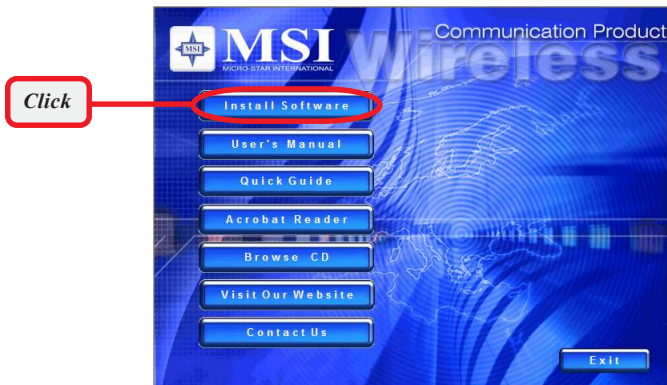 Communication Product
Wireless
MSI
MSI
MICRO-STAR INTERNATIONAL
Click
Install Software
User's Manual
Quick Guide
Acrobat Reader
Browse CD
Visit Our Website
Contact Us
Exit